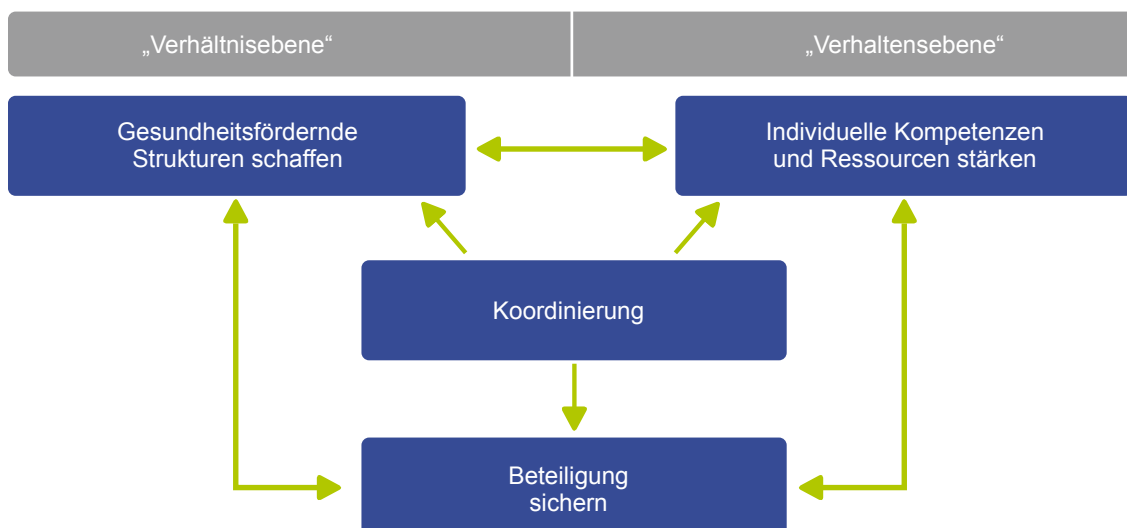 „Verhältnisebene“
„Verhaltensebene“
Gesundheitsfördernde
Strukturen schaffen
Individuelle Kompetenzen
und Ressourcen stärken
Koordinierung
Beteiligung
sichern